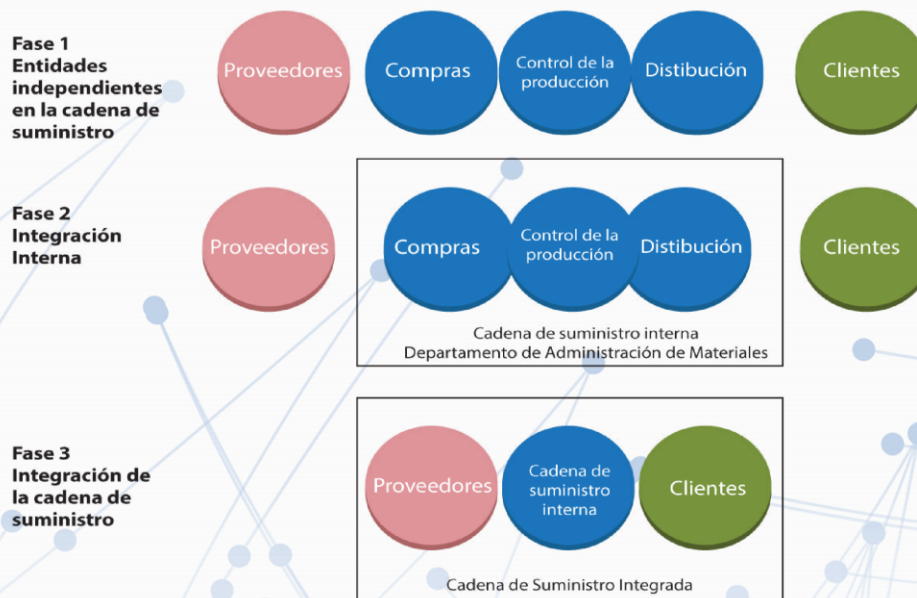 Fase 1
Entidades
independientes
en la cadena de
suministro
Proveedores
Compras
Control de la
producción
Distibución
Clientes
Fase 2
Integración
Interna
Proveedores
Compras
Control de la
producción
Distibución
Clientes
Cadena de suministro interna
Departamento de Administración de Materiales
Fase 3
Integración de
la cadena de
suministro
Proveedores
Cadena de
suministro
interna
Clientes
Cadena de Suministro Integrada